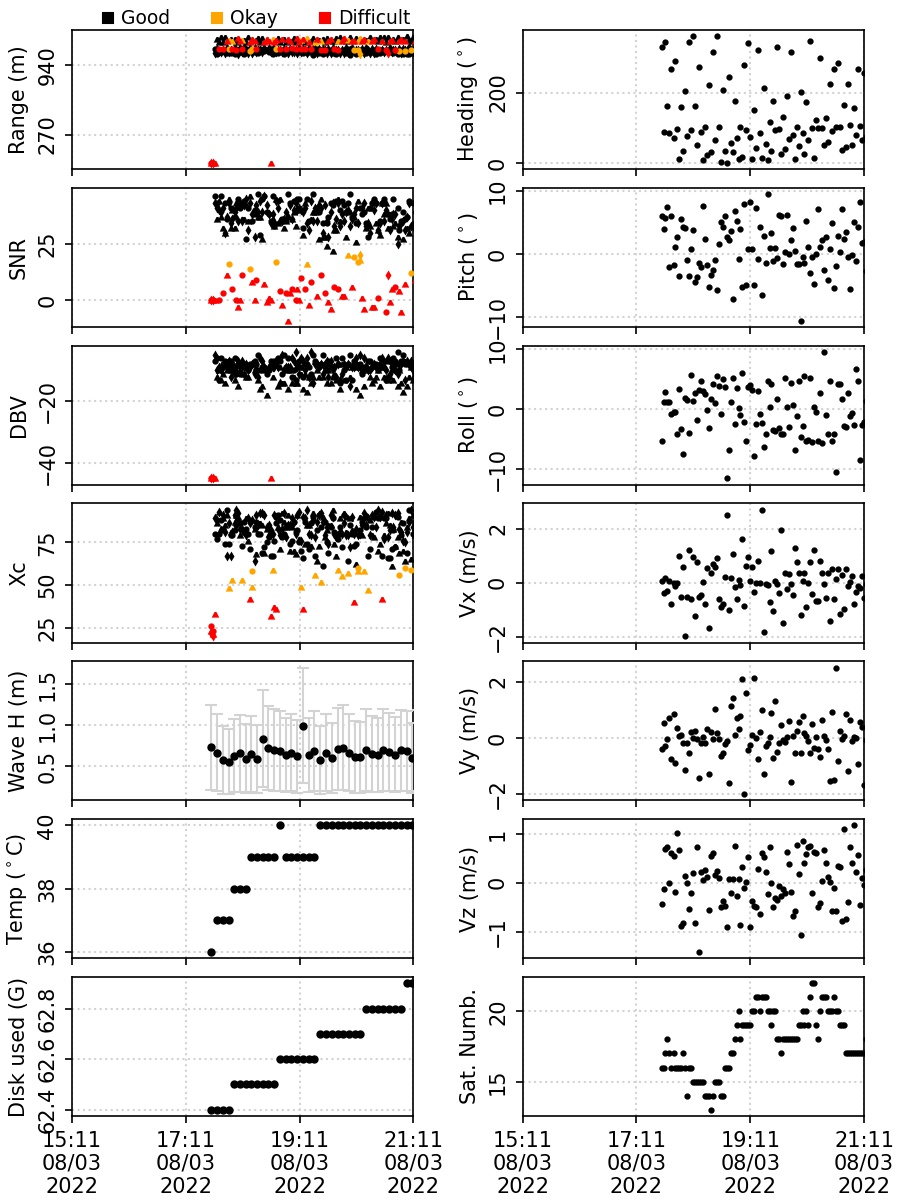 Good Okay Difficult
Range (m)
940
270
Heading (°)
200
0
SNR
25
0
Pitch (°)
10
0
−10
DBV
−20
−40
Roll (°)
10
0
−10
Xc
75
50
25
Vx (m/s)
2
0
−2
Wave H (m)
1.5
1.0
0.5
Vy (m/s)
2
0
−2
Temp (°C)
40
38
36
Vz (m/s)
1
0
−1
Disk used (G)
62.8
62.6
62.4
Sat. Numb.
20
15
15:11 17:11 19:11 21:11 15:11 17:11 19:11 21:11
08/03 08/03 08/03 08/03 08/03 08/03 08/03 08/03
2022 2022 2022 2022 2022 2022 2022 2022